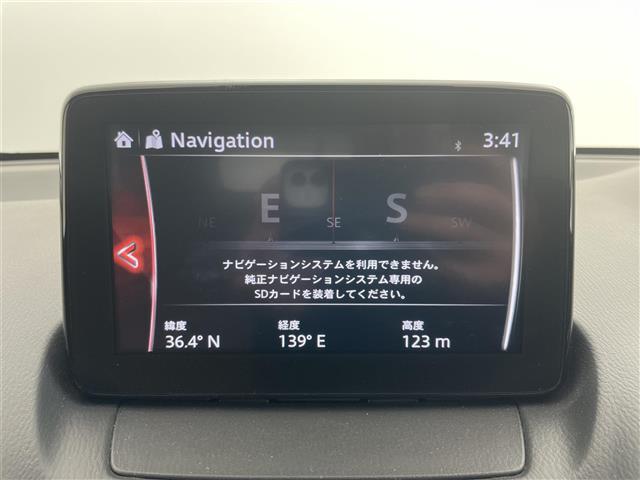 Navigation
3:41
NE E SE S SW
ナビゲーションシステムを利用できません。
純正ナビゲーションシステム専用の
SDカードを装着してください。
緯度 経度 高度
36.4° N 139° E 123 m